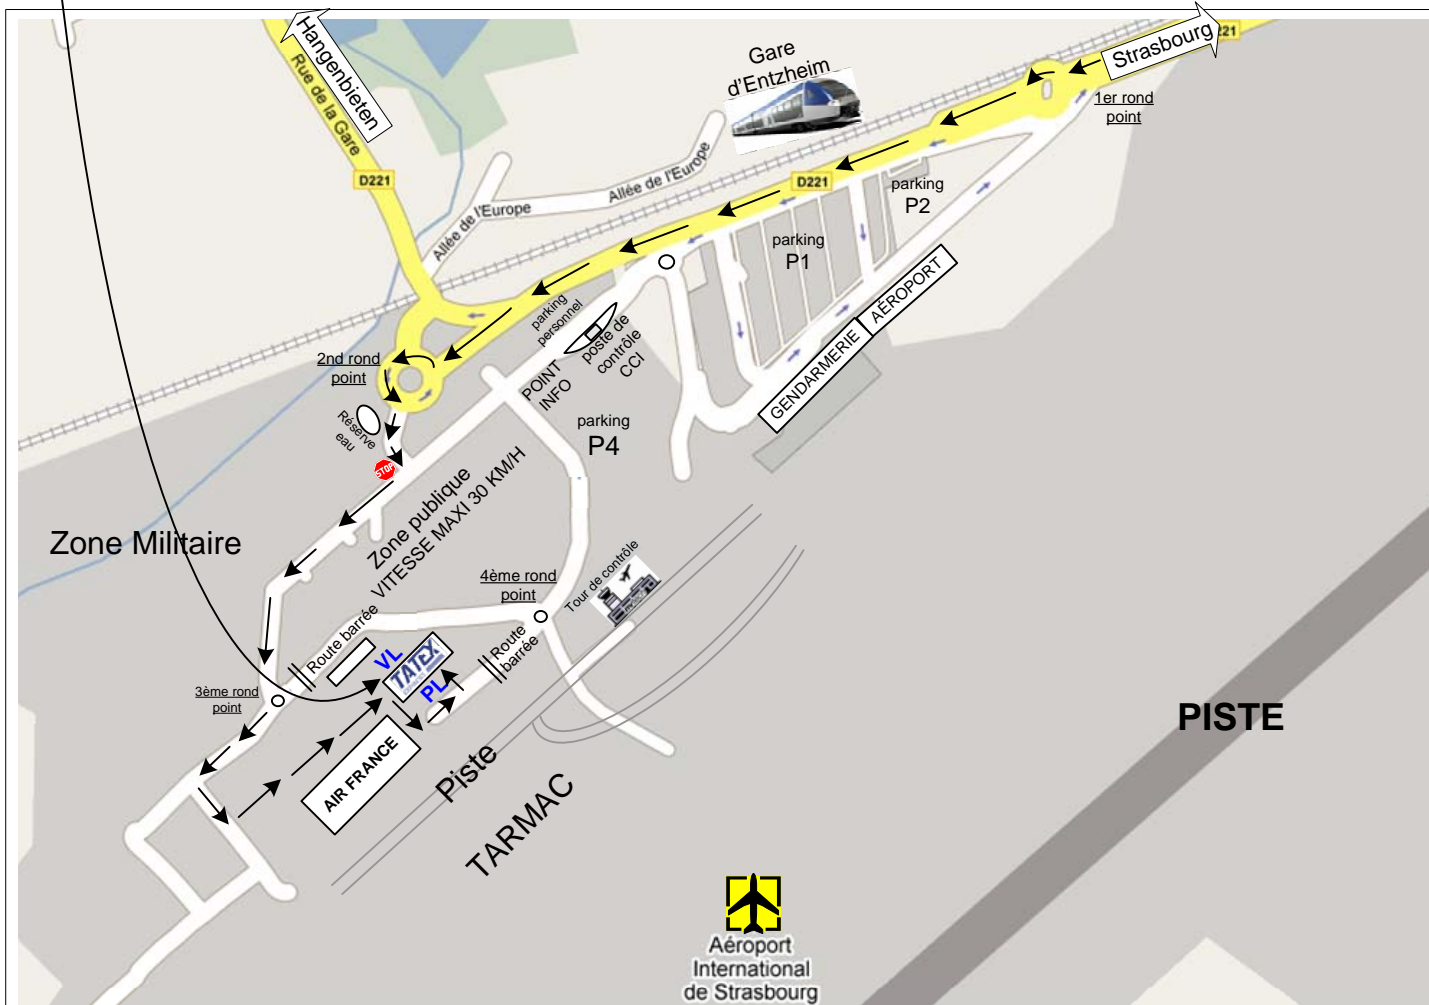 Hangenbieten
Rue de la Gare
D221
Gare
d'Entzheim
Strasbourg
221
1er rond
point
Allée de l'Europe
Allée de l'Europe
D221
parking
P2
parking
P1
parking
personnel
poste de
contrôle
CCI
POINT
INFO
AÉROPORT
GENDARMERIE
2nd rond
point
Réserve
eau
STOP
parking
P4
Zone publique
VITESSE MAXI 30 KM/H
Zone Militaire
4ème rond
point
Tour de contrôle
Route barrée
Route
barrée
VL
TATEX
PL
3ème rond
point
AIR FRANCE
Piste
TARMAC
PISTE
Aéroport
International
de Strasbourg